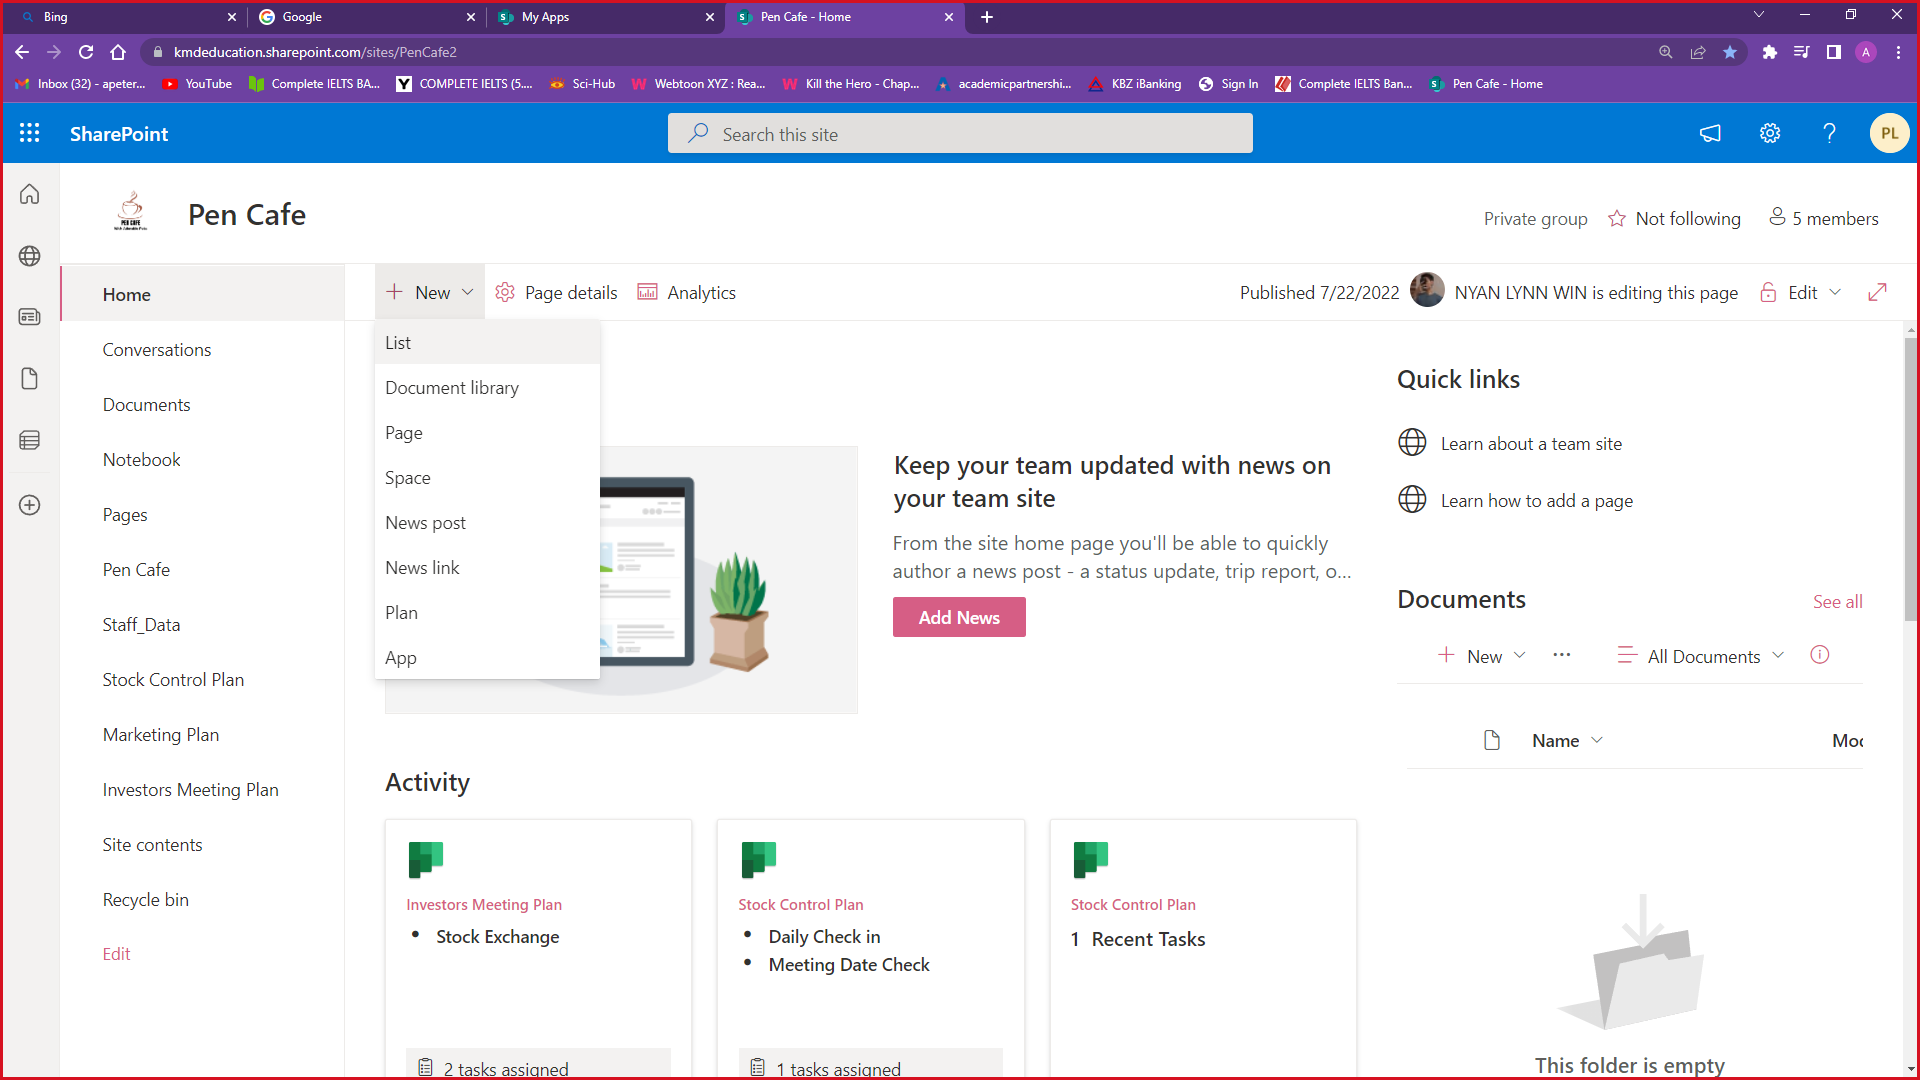 Bing
Google
My Apps
Pen Cafe - Home
kmdeducation.sharepoint.com/sites/PenCafe2
A
Inbox (32) - apeter...
YouTube
Complete IELTS BA...
COMPLETE IELTS (5....
Sci-Hub
Webtoon XYZ : Rea...
Kill the Hero - Chap...
academicpartnershi...
KBZ iBanking
Sign In
Complete IELTS Ban...
Pen Cafe - Home
SharePoint
Search this site
PL
PEN CAFE
Pen Cafe
Private group
Not following
5 members
Home
Conversations
Documents
Notebook
Pages
Pen Cafe
Staff_Data
Stock Control Plan
Marketing Plan
Investors Meeting Plan
Site contents
Recycle bin
Edit
New
Page details
Analytics
Published 7/22/2022
NYAN LYNN WIN is editing this page
Edit
List
Document library
Page
Space
News post
News link
Plan
App
Keep your team updated with news on
your team site
From the site home page you'll be able to quickly
author a news post - a status update, trip report, o...
Add News
Quick links
Learn about a team site
Learn how to add a page
Documents
See all
New
All Documents
Name
Mod
This folder is empty
Activity
Investors Meeting Plan
• Stock Exchange
2 tasks assigned
Stock Control Plan
• Daily Check in
• Meeting Date Check
1 tasks assigned
Stock Control Plan
1 Recent Tasks